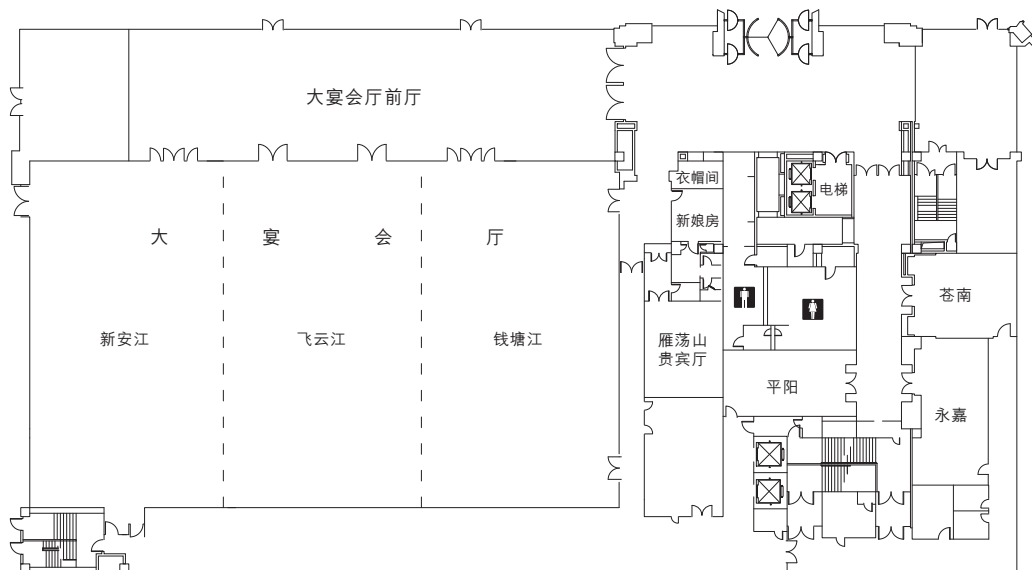 大宴会厅前厅
衣帽间
电梯
新娘房
大宴会厅
苍南
新安江
飞云江
钱塘江
雁荡山
贵宾厅
平阳
永嘉